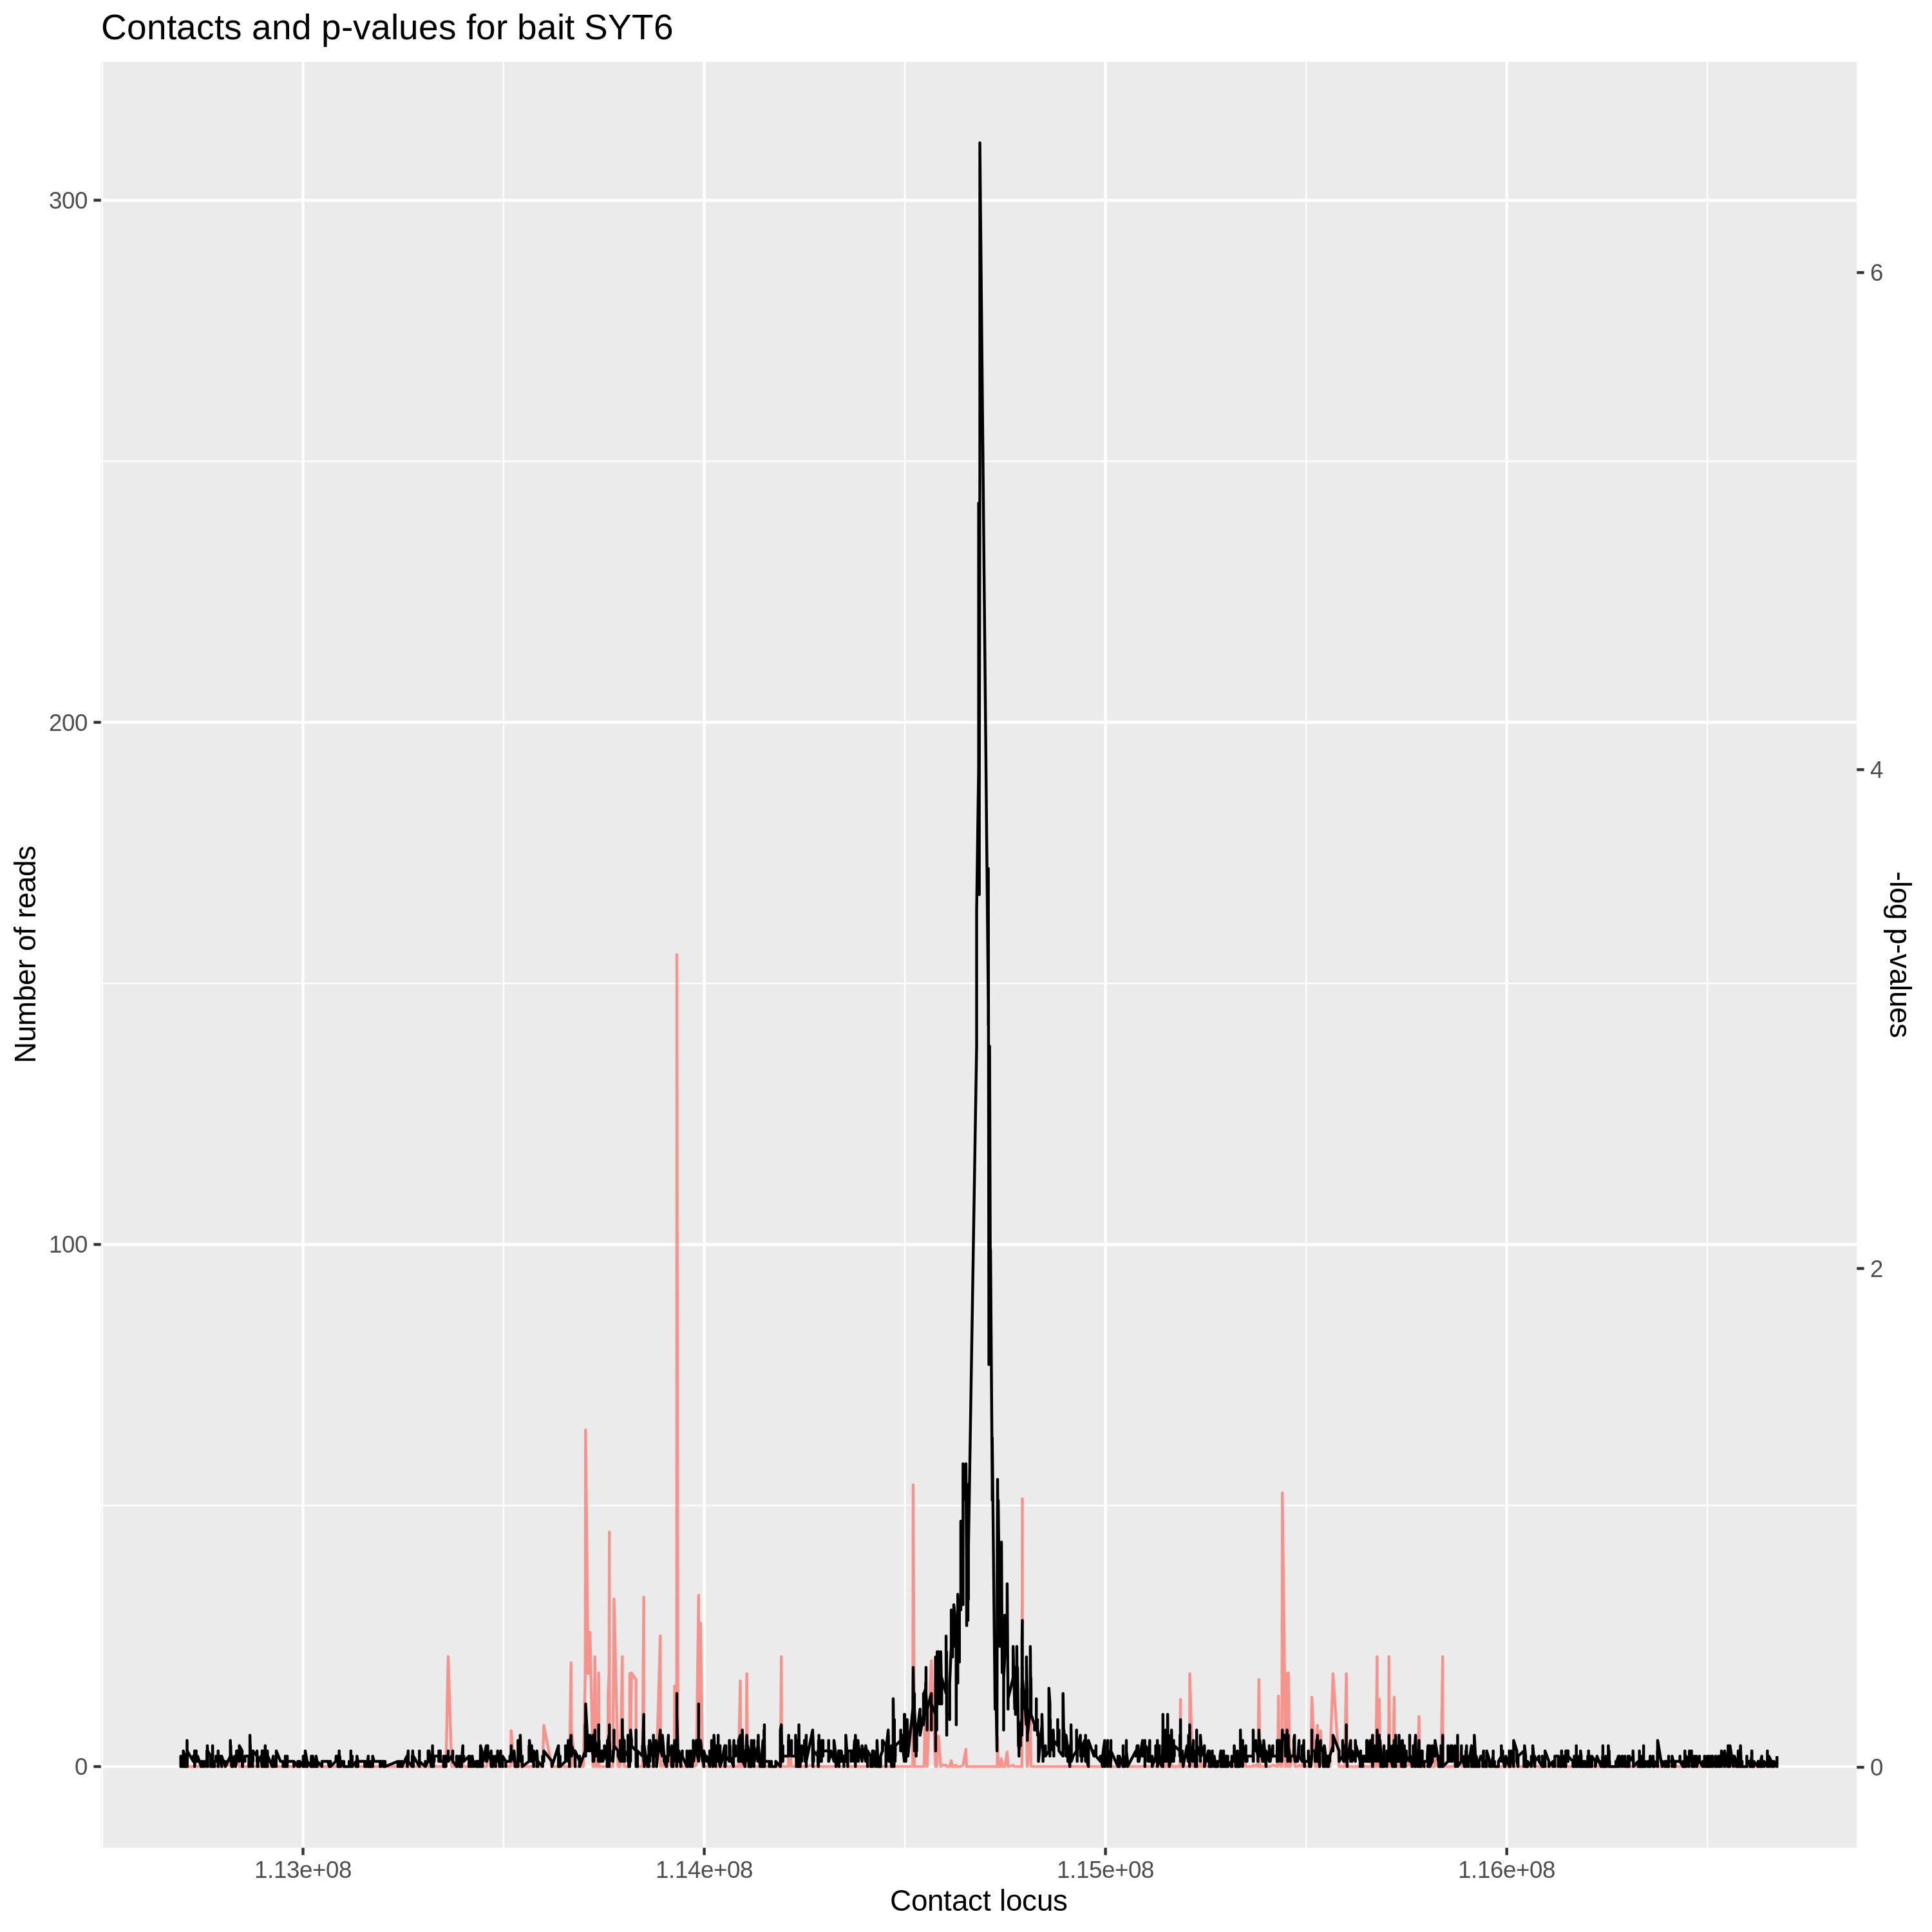 Contacts and p-values for bait SYT6
Number of reads
300
200
100
0
6
4
2
0
-log p-values
1.13e+08
1.14e+08
1.15e+08
1.16e+08
Contact locus